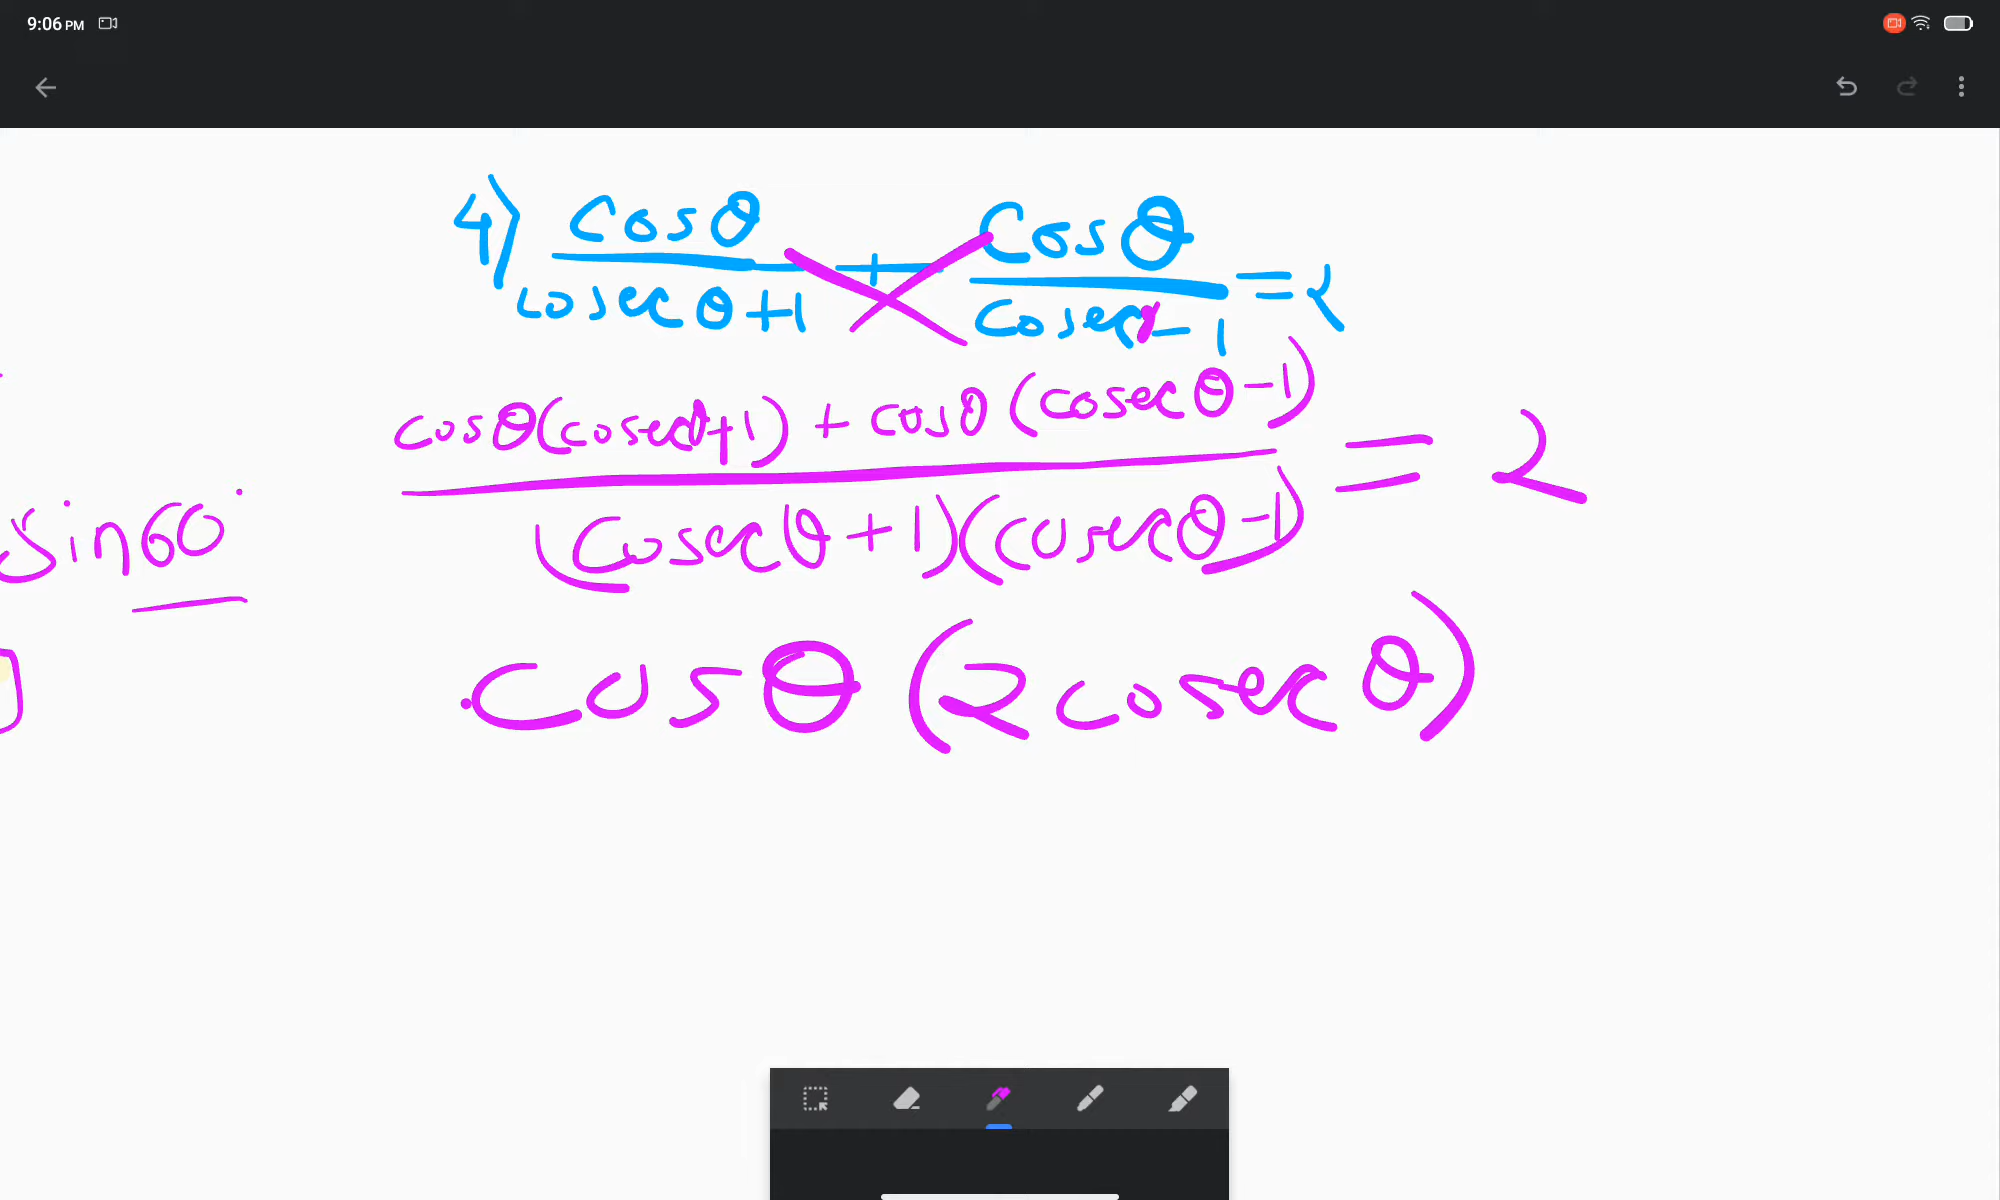 9:06 PM
4) cosθ / cosecθ+1 + cosθ / cosec - 1 = 2
cosθ(cosecθ+1) + cosθ (cosecθ-1) / (cosecθ+1)(cosecθ-1) = 2
sin60°
cosθ (2cosecθ)